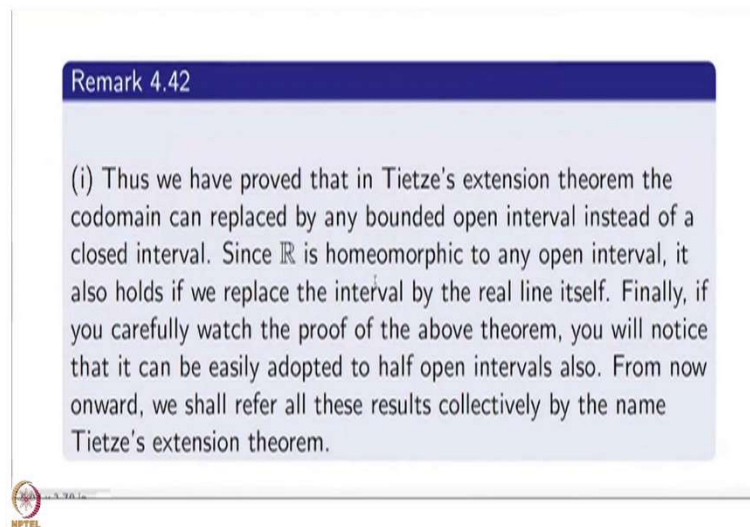 Remark 4.42
(i) Thus we have proved that in Tietze's extension theorem the
codomain can replaced by any bounded open interval instead of a
closed interval. Since ℝ is homeomorphic to any open interval, it
also holds if we replace the interval by the real line itself. Finally, if
you carefully watch the proof of the above theorem, you will notice
that it can be easily adopted to half open intervals also. From now
onward, we shall refer all these results collectively by the name
Tietze's extension theorem.
NPTEL